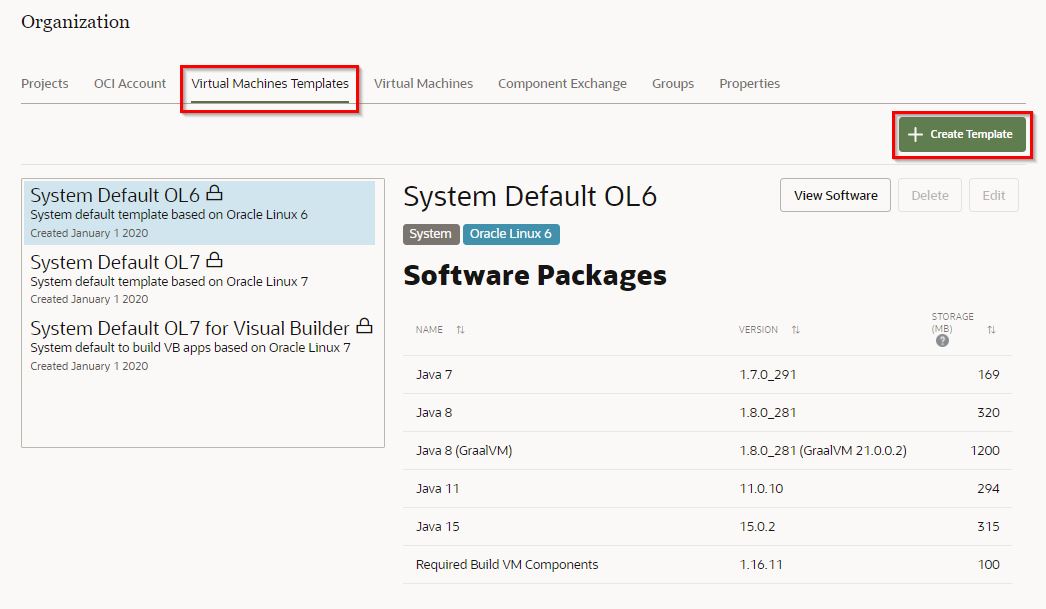 Organization
Projects OCI Account Virtual Machines Templates Virtual Machines Component Exchange Groups Properties
Create Template
System Default OL6
System default template based on Oracle Linux 6
Created January 1 2020
System Default OL7
System default template based on Oracle Linux 7
Created January 1 2020
System Default OL7 for Visual Builder
System default to build VB apps based on Oracle Linux 7
Created January 1 2020
System Default OL6
View Software Delete Edit
System Oracle Linux 6
Software Packages
NAME VERSION STORAGE
(MB)
?
Java 7 1.7.0_291 169
Java 8 1.8.0_281 320
Java 8 (GraalVM) 1.8.0_281 (GraalVM 21.0.0.2) 1200
Java 11 11.0.10 294
Java 15 15.0.2 315
Required Build VM Components 1.16.11 100